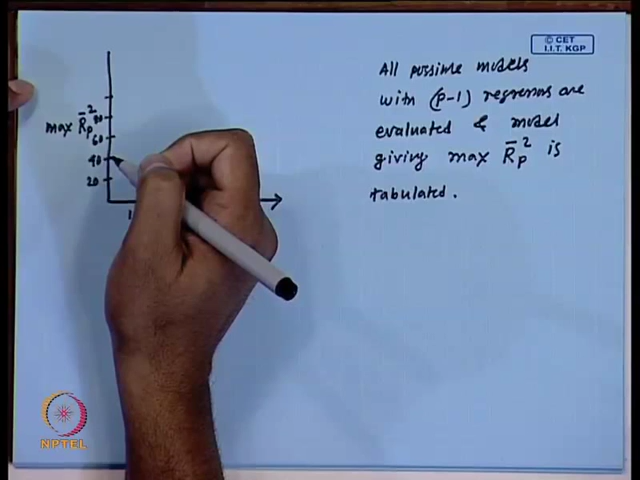 © CET
I.I.T. KGP
All possible models
with (p-1) regressors are
evaluated & model
giving max R̄p² is
tabulated.
max R̄p²
80
60
40
20
1
NPTEL